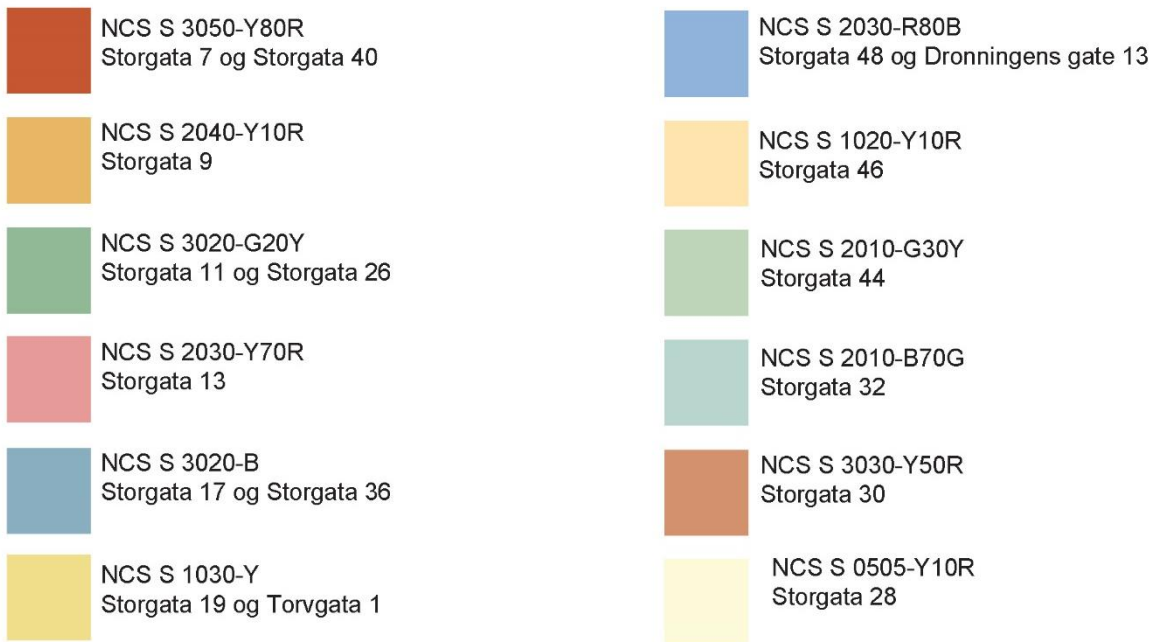 NCS S 3050-Y80R
Storgata 7 og Storgata 40
NCS S 2040-Y10R
Storgata 9
NCS S 3020-G20Y
Storgata 11 og Storgata 26
NCS S 2030-Y70R
Storgata 13
NCS S 3020-B
Storgata 17 og Storgata 36
NCS S 1030-Y
Storgata 19 og Torvgata 1
NCS S 2030-R80B
Storgata 48 og Dronningens gate 13
NCS S 1020-Y10R
Storgata 46
NCS S 2010-G30Y
Storgata 44
NCS S 2010-B70G
Storgata 32
NCS S 3030-Y50R
Storgata 30
NCS S 0505-Y10R
Storgata 28